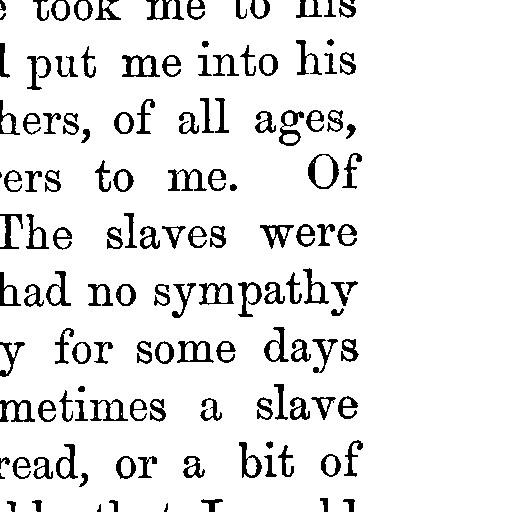 took me to his
put me into his
hers, of all ages,
ers to me. Of
The slaves were
had no sympathy
y for some days
metimes a slave
read, or a bit of